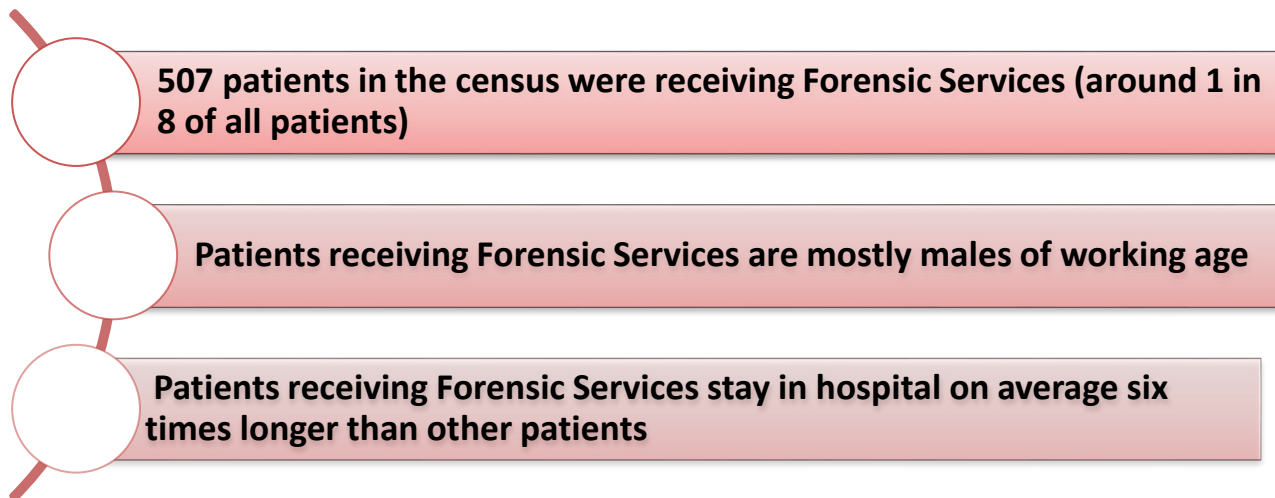 507 patients in the census were receiving Forensic Services (around 1 in
8 of all patients)
Patients receiving Forensic Services are mostly males of working age
Patients receiving Forensic Services stay in hospital on average six
times longer than other patients